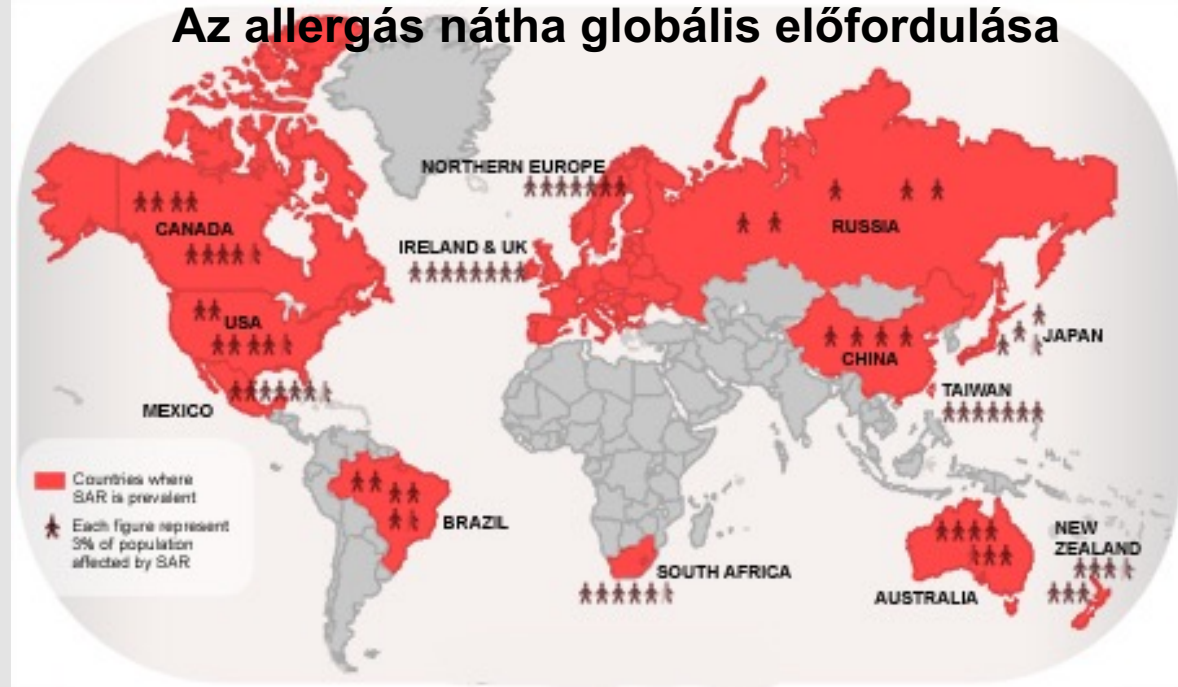 Az allergás nátha globális előfordulása
NORTHERN EUROPE
CANADA
IRELAND & UK
RUSSIA
USA
JAPAN
CHINA
MEXICO
TAIWAN
Countries where
SAR is prevalent
Each figure represent
3% of population
affected by SAR
BRAZIL
SOUTH AFRICA
AUSTRALIA
NEW
ZEALAND